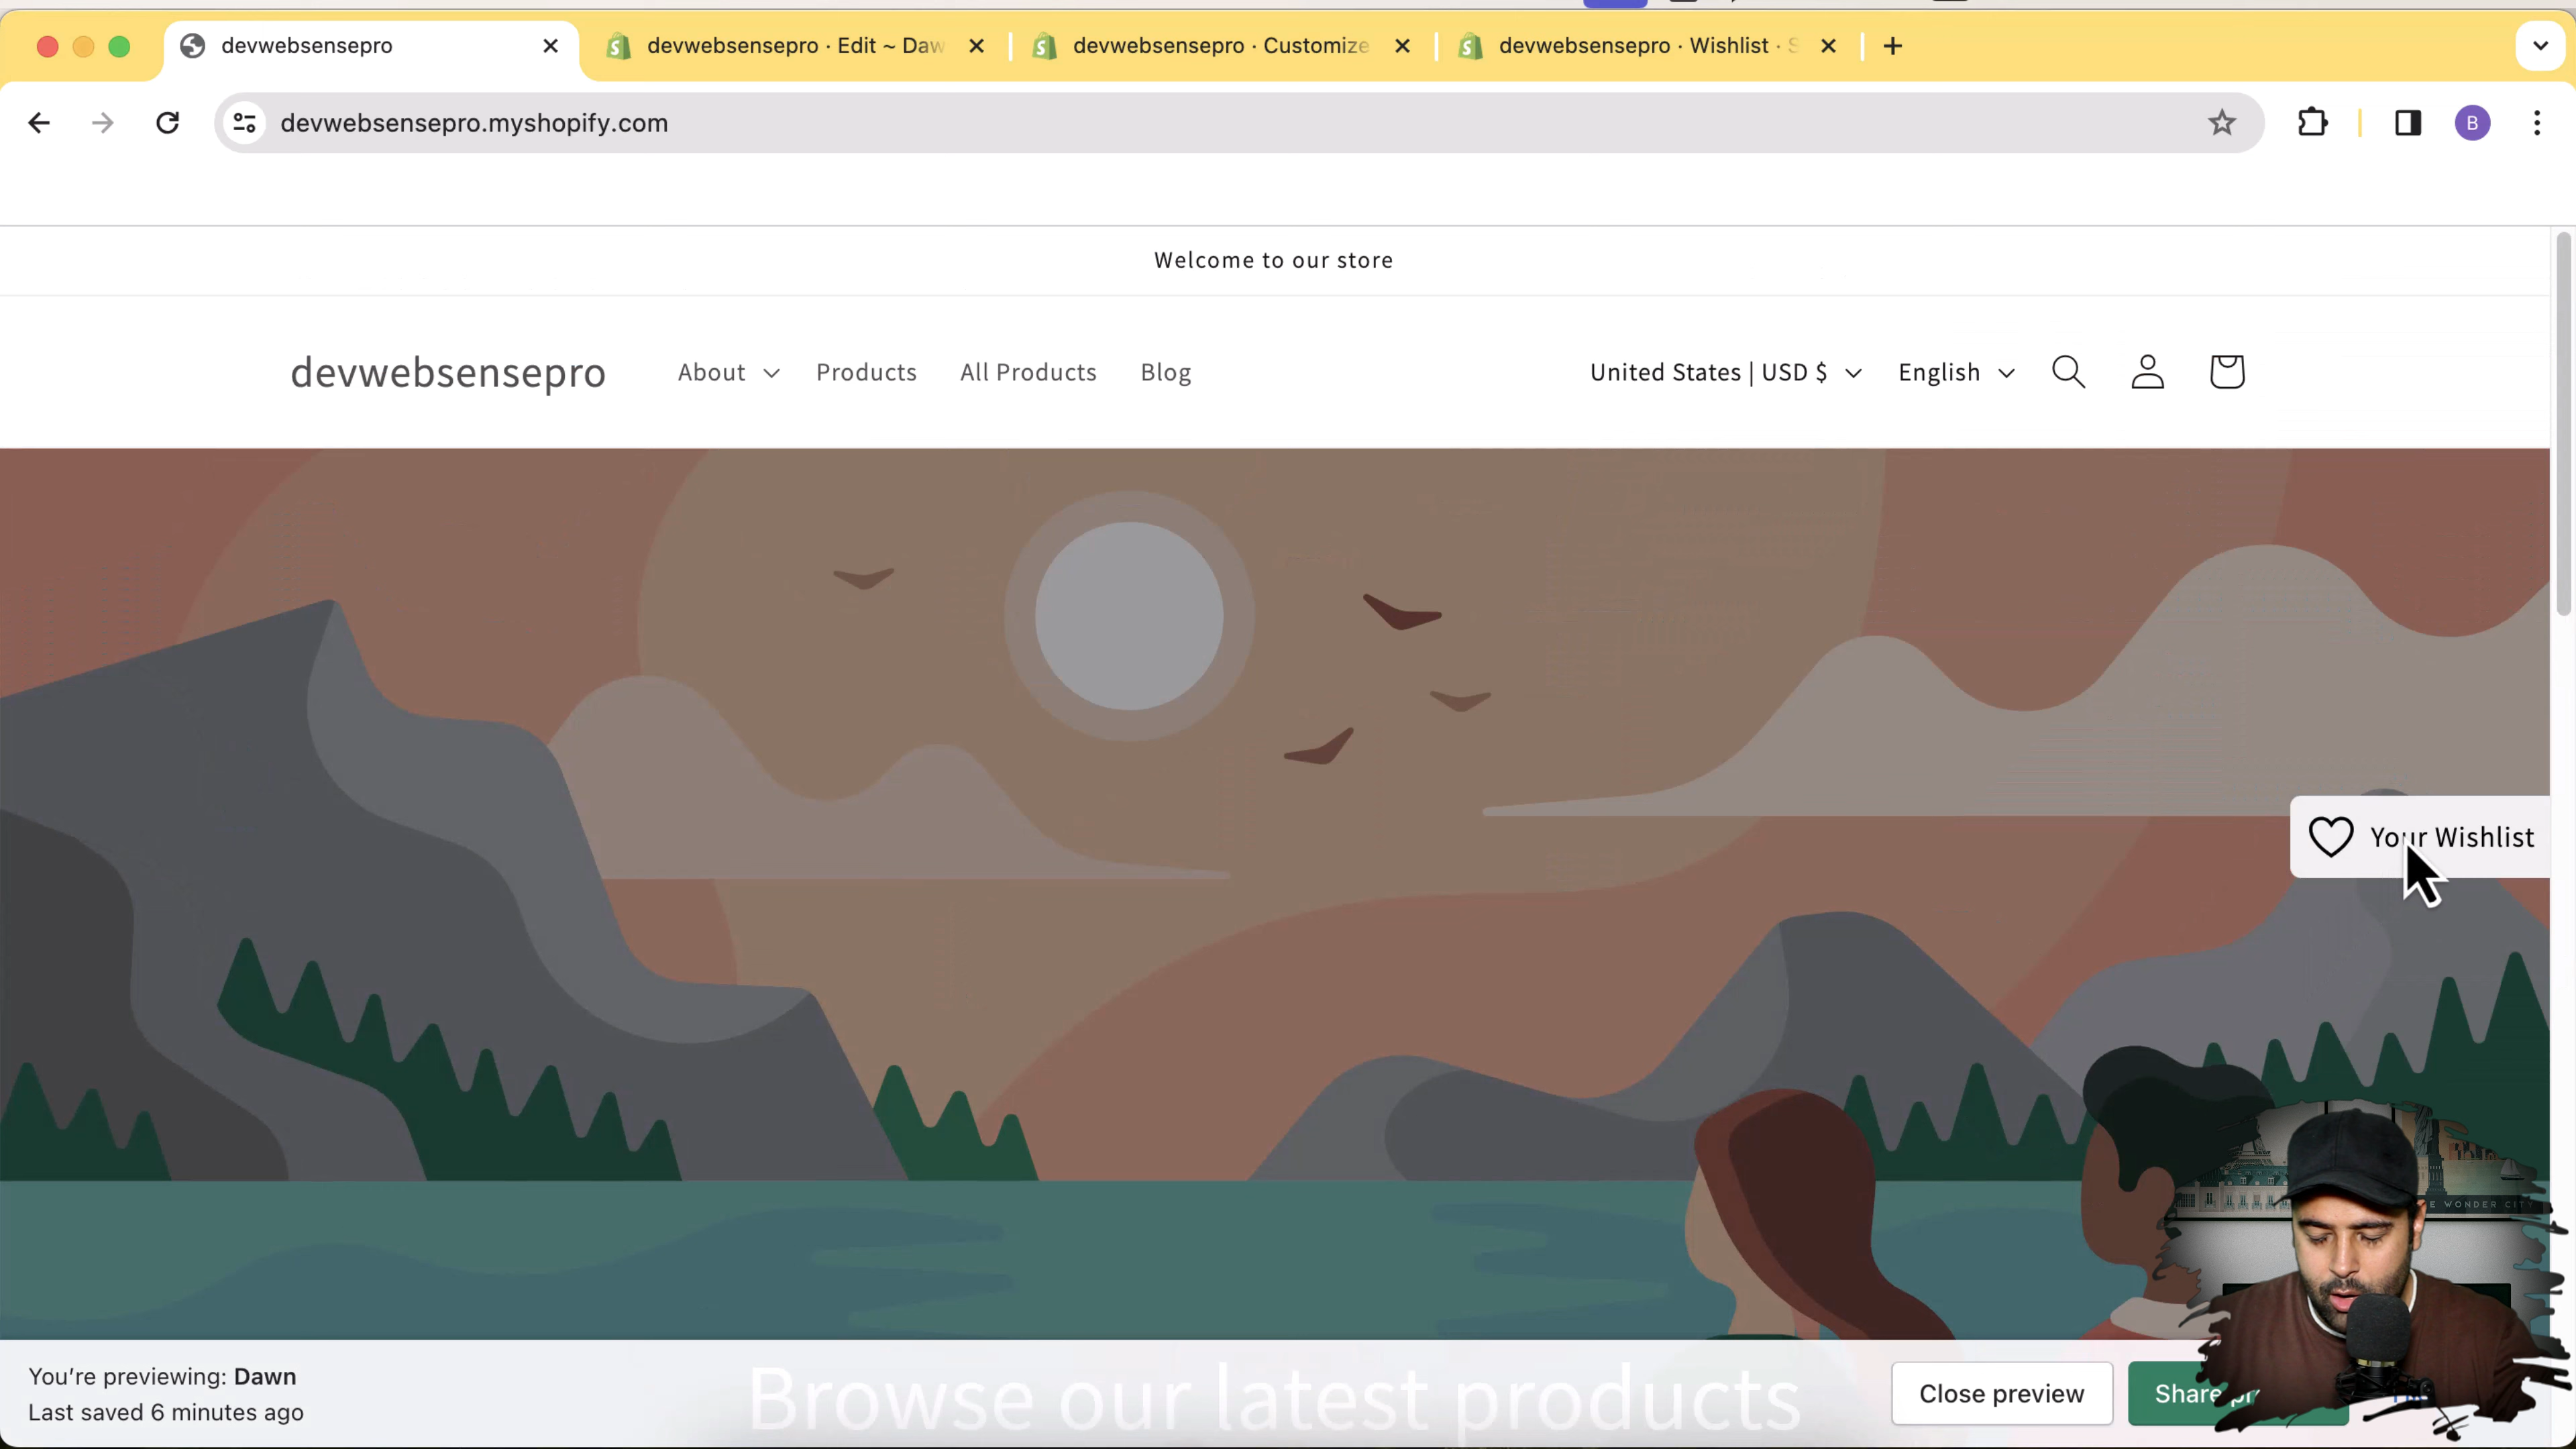 devwebsensepro
devwebsensepro · Edit ~ Daw
devwebsensepro · Customize
devwebsensepro · Wishlist ·
devwebsensepro.myshopify.com
B
Welcome to our store
devwebsensepro
About
Products
All Products
Blog
United States | USD $
English
Your Wishlist
E WONDER CITY
You're previewing: Dawn
Last saved 6 minutes ago
Browse our latest products
Close preview
Share